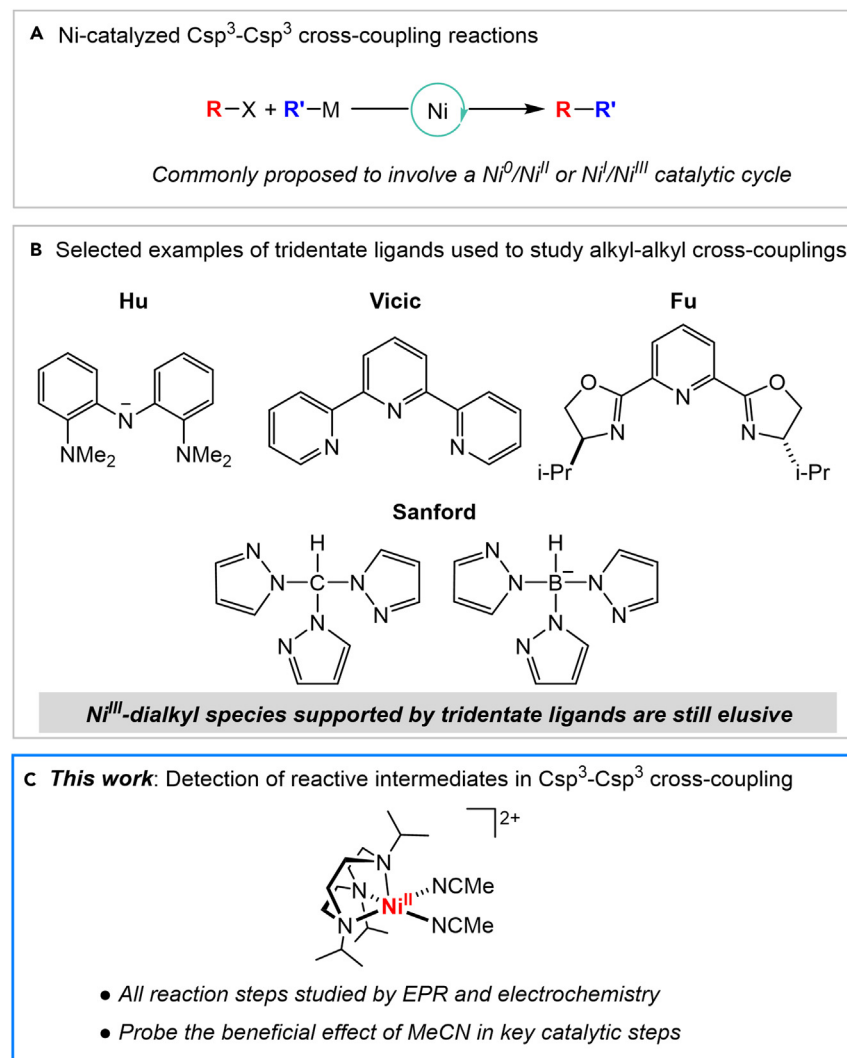 A Ni-catalyzed Csp³-Csp³ cross-coupling reactions
R–X + R'–M Ni R–R'
Commonly proposed to involve a Ni⁰/Niᴵᴵ or Niᴵ/Niᴵᴵᴵ catalytic cycle
B Selected examples of tridentate ligands used to study alkyl-alkyl cross-couplings
Hu Vicic Fu
O N O
N⁻ N N N N
NMe₂ NMe₂ N N
i-Pr i-Pr
Sanford
H H
N N
N–C–N N–B⁻–N
N N N N
N N
Niᴵᴵᴵ-dialkyl species supported by tridentate ligands are still elusive
C This work: Detection of reactive intermediates in Csp³-Csp³ cross-coupling
2+
N
N NCMe
Niᴵᴵ
N NCMe
● All reaction steps studied by EPR and electrochemistry
● Probe the beneficial effect of MeCN in key catalytic steps